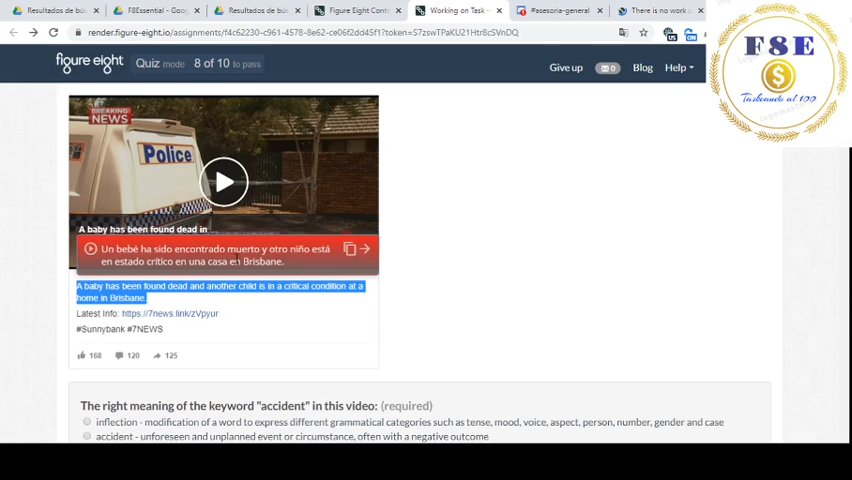 Resultados de bús
F8Essential - Goog
Resultados de bús
Figure Eight Contr
Working on Task -
#asesoria-general
There is no work
render.figure-eight.io/assignments/f4c62230-c961-4578-8e62-ce06f2dd45f1?token=S7zswTPaKU21Htr8cSVnDQ
US
ON
F8E
$
Taskeando al 100
figure eight
Quiz mode
8 of 10 to pass
Give up
0
Blog
Help
BREAKING
NEWS
Police
A baby has been found dead in
Un bebé ha sido encontrado muerto y otro niño está
en estado crítico en una casa en Brisbane.
A baby has been found dead and another child is in a critical condition at a
home in Brisbane.
Latest Info: https://7news.link/zVpyur
#Sunnybank #7NEWS
168
120
125
The right meaning of the keyword "accident" in this video: (required)
inflection - modification of a word to express different grammatical categories such as tense, mood, voice, aspect, person, number, gender and case
accident - unforeseen and unplanned event or circumstance, often with a negative outcome